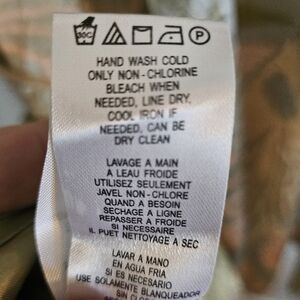 30C P
HAND WASH COLD
ONLY NON-CHLORINE
BLEACH WHEN
NEEDED, LINE DRY,
COOL IRON IF
NEEDED, CAN BE
DRY CLEAN
LAVAGE A MAIN
A LEAU FROIDE
UTILISEZ SEULEMENT
JAVEL NON-CHLORE
QUAND A BESOIN
SECHAGE A LIGNE
REPASSER A FROIDE
SI NECESSAIRE
IL PUET NETTOYAGE A SEC
LAVAR A MANO
EN AGUA FRIA
SI ES NECESARIO
USE SOLAMENTE BLANQUEADOR